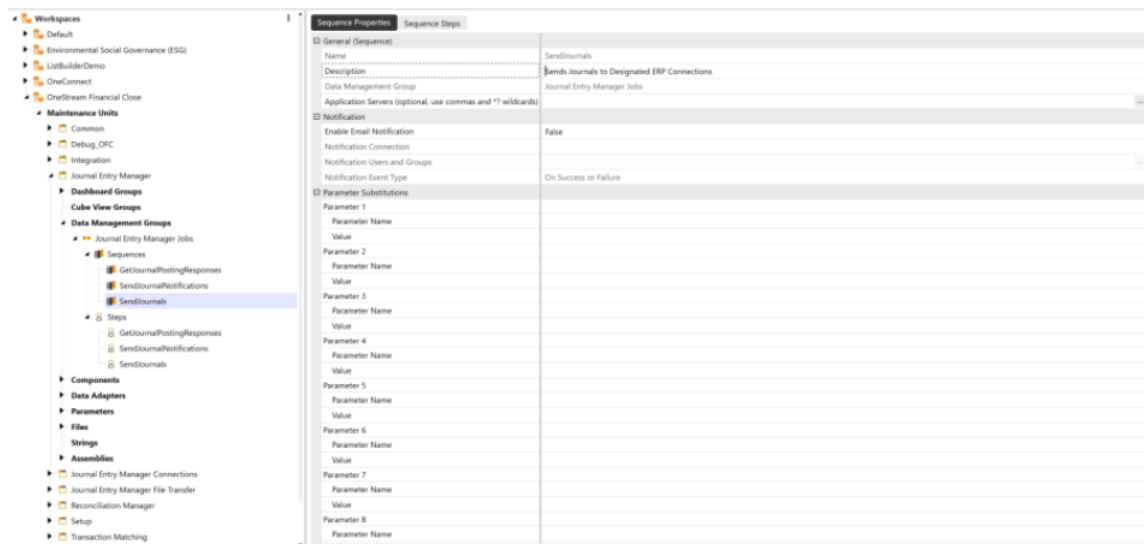 Workspaces
Default
Environmental Social Governance (ESG)
ListBuilderDemo
OneConnect
OneStream Financial Close
Maintenance Units
Common
Debug_OFC
Integration
Journal Entry Manager
Dashboard Groups
Cube View Groups
Data Management Groups
Journal Entry Manager Jobs
Sequences
GetJournalPostingResponses
SendJournalNotifications
SendJournals
Steps
GetJournalPostingResponses
SendJournalNotifications
SendJournals
Components
Data Adapters
Parameters
Files
Strings
Assemblies
Journal Entry Manager Connections
Journal Entry Manager File Transfer
Reconciliation Manager
Setup
Transaction Matching
Sequence Properties Sequence Steps
General (Sequence)
Name SendJournals
Description Sends Journals to Designated ERP Connections
Data Management Group Journal Entry Manager Jobs
Application Servers (optional, use commas and *? wildcards) ...
Notification
Enable Email Notification False
Notification Connection
Notification Users and Groups ...
Notification Event Type On Success or Failure
Parameter Substitutions
Parameter 1
Parameter Name
Value
Parameter 2
Parameter Name
Value
Parameter 3
Parameter Name
Value
Parameter 4
Parameter Name
Value
Parameter 5
Parameter Name
Value
Parameter 6
Parameter Name
Value
Parameter 7
Parameter Name
Value
Parameter 8
Parameter Name